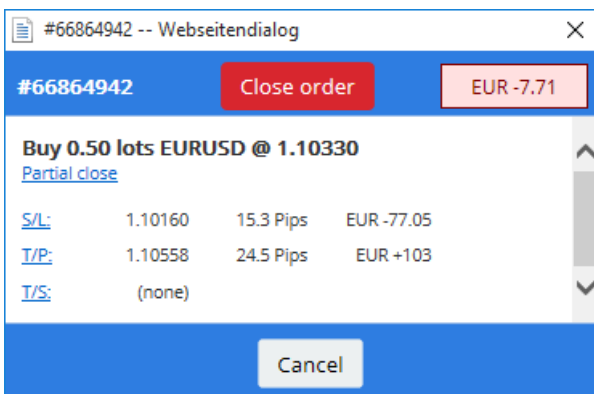 #66864942 -- Webseitendialog
#66864942 Close order EUR -7.71
Buy 0.50 lots EURUSD @ 1.10330
Partial close
S/L: 1.10160 15.3 Pips EUR -77.05
T/P: 1.10558 24.5 Pips EUR +103
T/S: (none)
Cancel